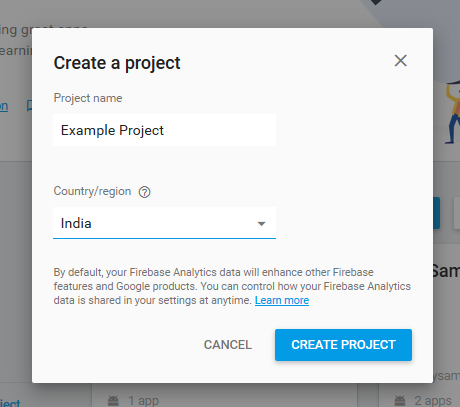 ing great apps
earnin
on
Create a project
Project name
Example Project
Country/region
India
By default, your Firebase Analytics data will enhance other Firebase
features and Google products. You can control how your Firebase Analytics
data is shared in your settings at anytime. Learn more
CANCEL
CREATE PROJECT
Sam
ysam
ject
1 app
2 apps